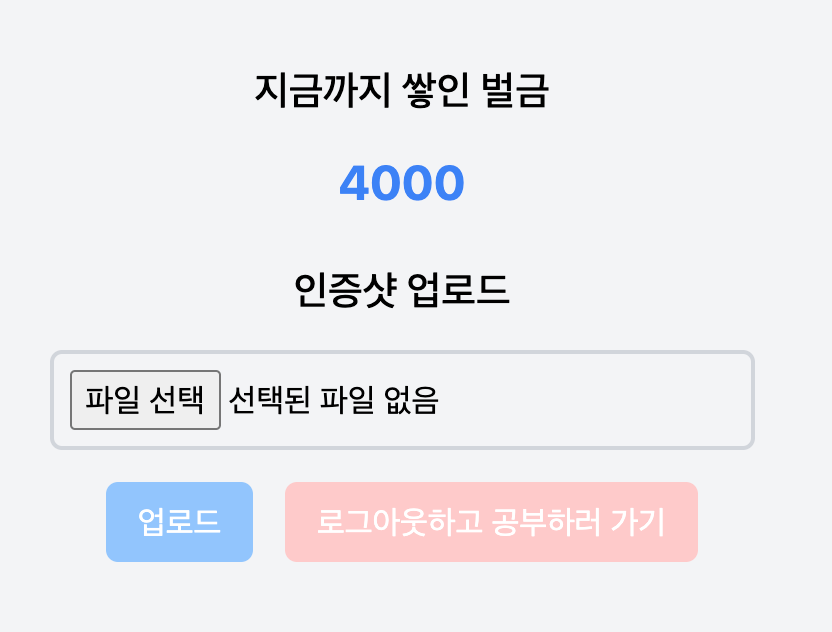 지금까지 쌓인 벌금
4000
인증샷 업로드
파일 선택 선택된 파일 없음
업로드 로그아웃하고 공부하러 가기